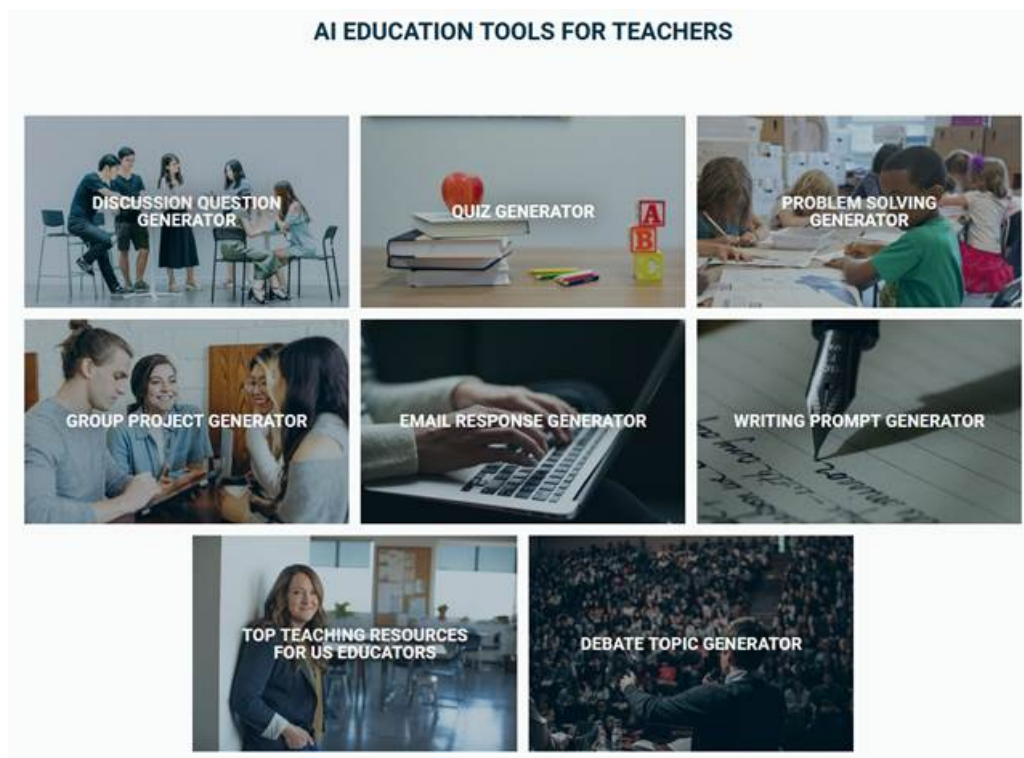 AI EDUCATION TOOLS FOR TEACHERS
DISCUSSION QUESTION
GENERATOR
QUIZ GENERATOR
A
B
C
PROBLEM SOLVING
GENERATOR
GROUP PROJECT GENERATOR
EMAIL RESPONSE GENERATOR
WRITING PROMPT GENERATOR
TOP TEACHING RESOURCES
FOR US EDUCATORS
DEBATE TOPIC GENERATOR